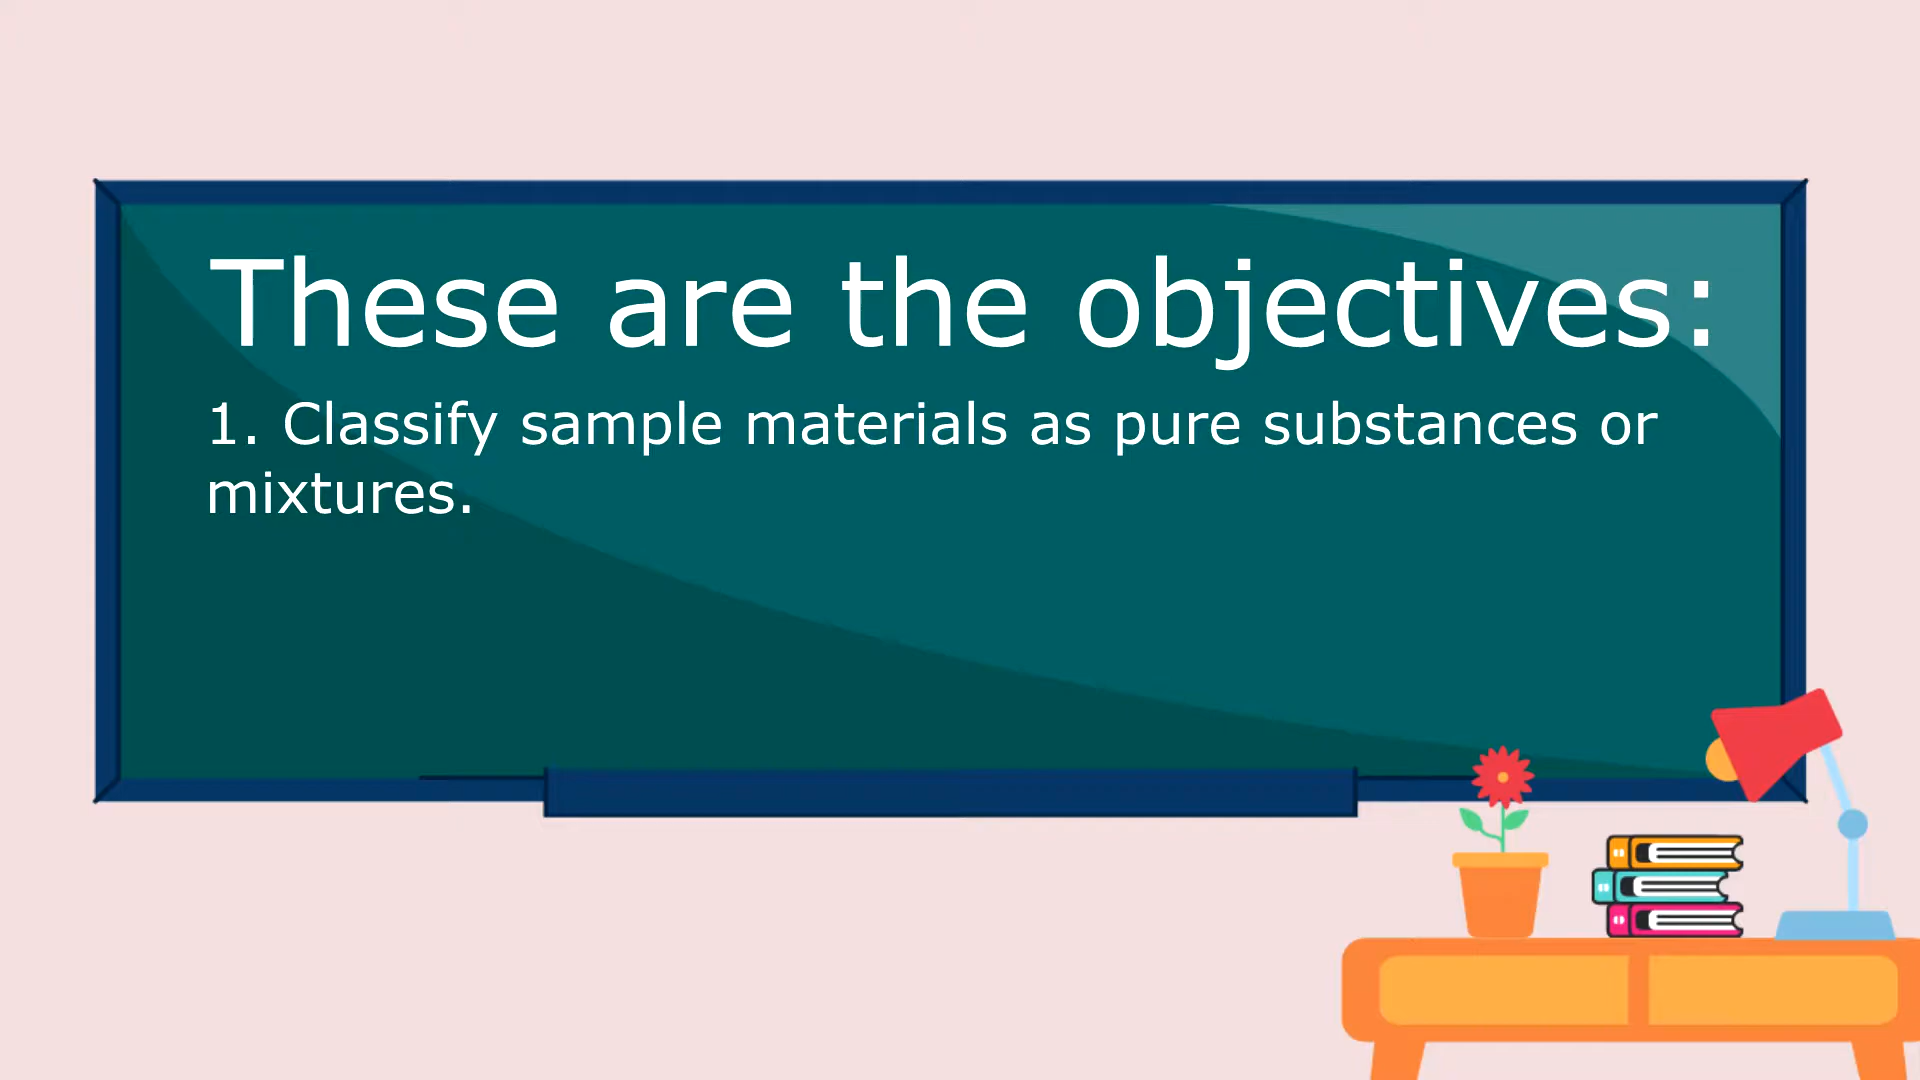 These are the objectives:
1. Classify sample materials as pure substances or
mixtures.